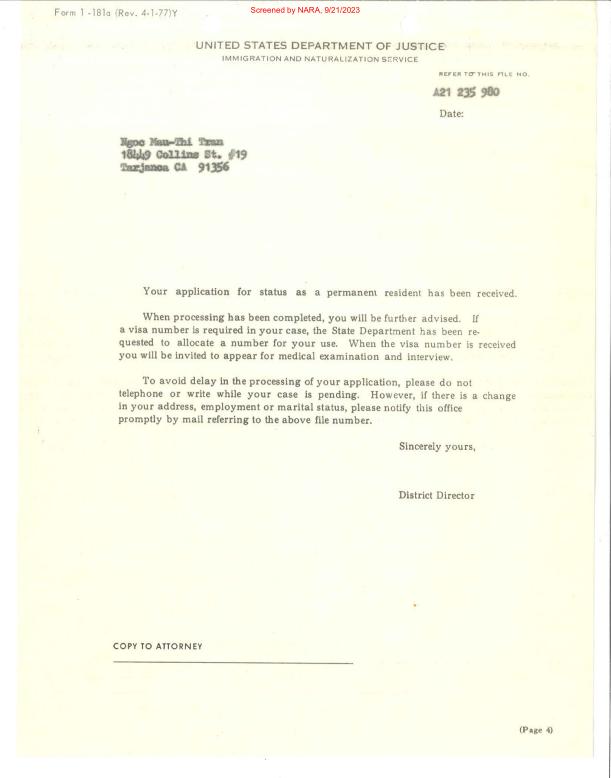 Form I-181a (Rev. 4-1-77)Y
Screened by NARA, 9/21/2023
UNITED STATES DEPARTMENT OF JUSTICE
IMMIGRATION AND NATURALIZATION SERVICE
REFER TO THIS FILE NO.
A21 235 980
Date:
Ngoc Mau-Thi Tran
18449 Collins St. #19
Tarjanoa CA 91356
Your application for status as a permanent resident has been received.
When processing has been completed, you will be further advised. If
a visa number is required in your case, the State Department has been re-
quested to allocate a number for your use. When the visa number is received
you will be invited to appear for medical examination and interview.
To avoid delay in the processing of your application, please do not
telephone or write while your case is pending. However, if there is a change
in your address, employment or marital status, please notify this office
promptly by mail referring to the above file number.
Sincerely yours,
District Director
COPY TO ATTORNEY
(Page 4)